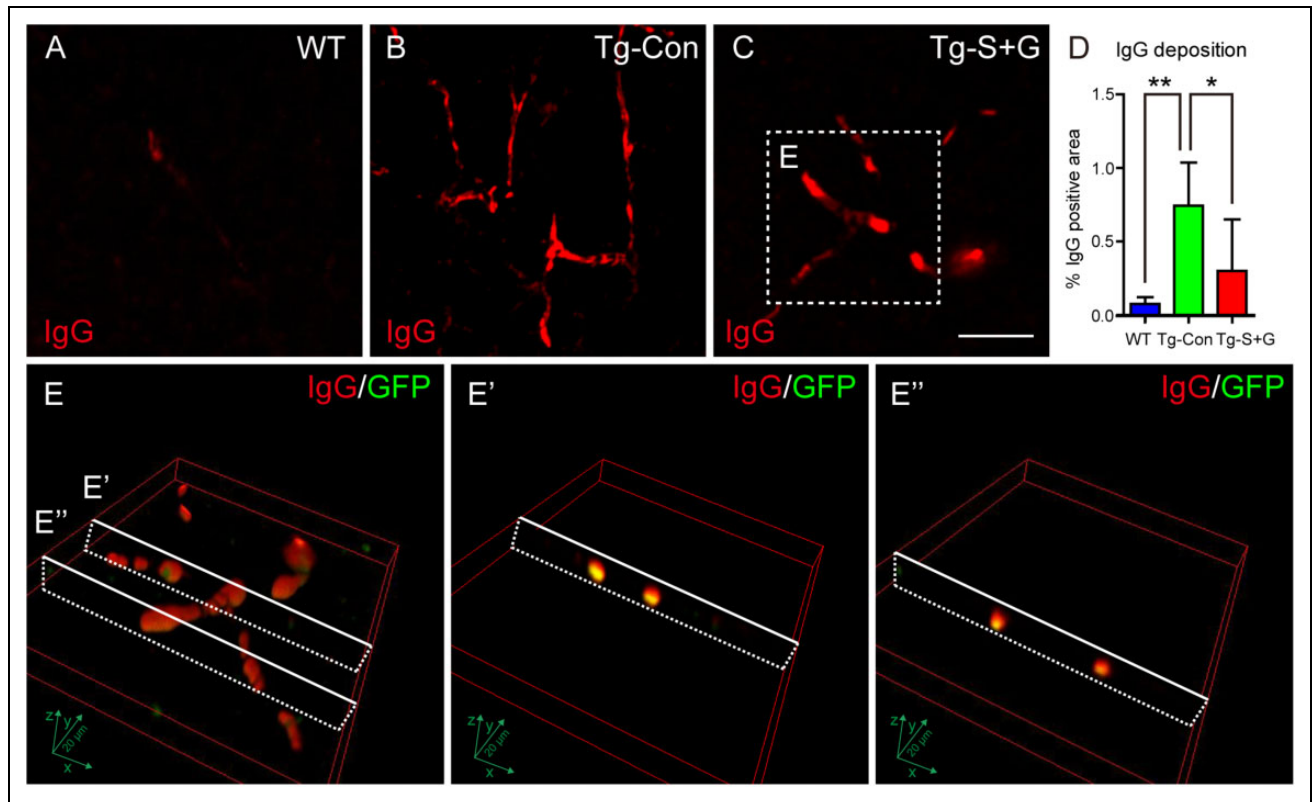 A
WT
IgG
B
Tg-Con
C
Tg-S+G
E
IgG
D
IgG deposition
**
*
% IgG positive area
1.5
1.0
0.5
0.0
WT Tg-Con Tg-S+G
E
IgG/GFP
E'
E''
z
y
20 µm
x
E'
IgG/GFP
z
y
20 µm
x
E''
IgG/GFP
z
y
20 µm
x